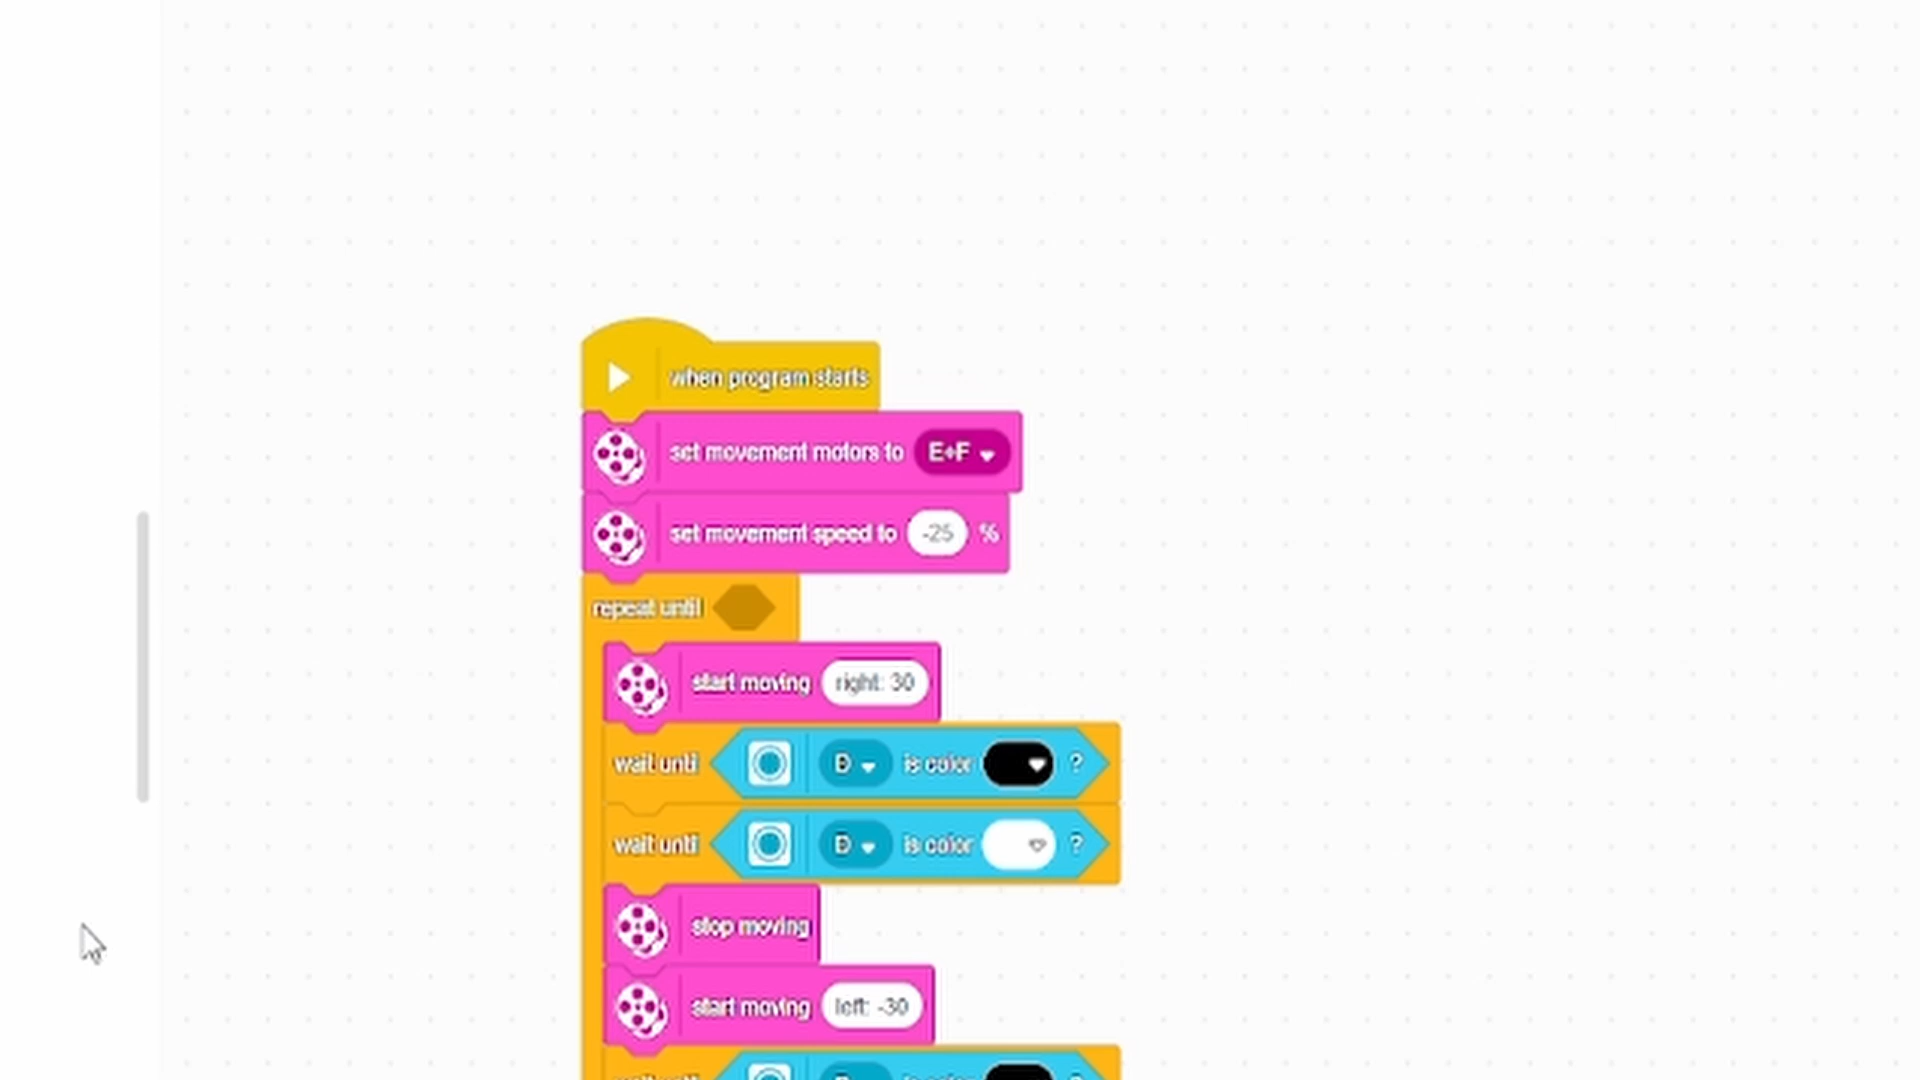 when program starts
set movement motors to E+F
set movement speed to -25 %
repeat until
start moving right: 30
wait until D is color ?
wait until D is color ?
stop moving
start moving left: -30